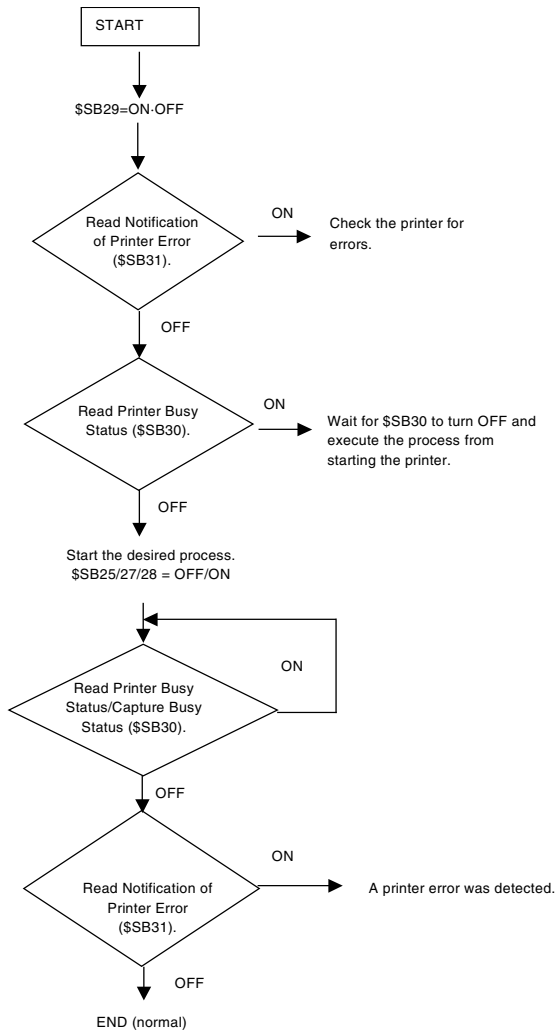 START
$SB29=ON·OFF
Read Notification
of Printer Error
($SB31).
ON
Check the printer for
errors.
OFF
Read Printer Busy
Status ($SB30).
ON
Wait for $SB30 to turn OFF and
execute the process from
starting the printer.
OFF
Start the desired process.
$SB25/27/28 = OFF/ON
ON
Read Printer Busy
Status/Capture Busy
Status ($SB30).
OFF
ON
Read Notification of
Printer Error
($SB31).
A printer error was detected.
OFF
END (normal)